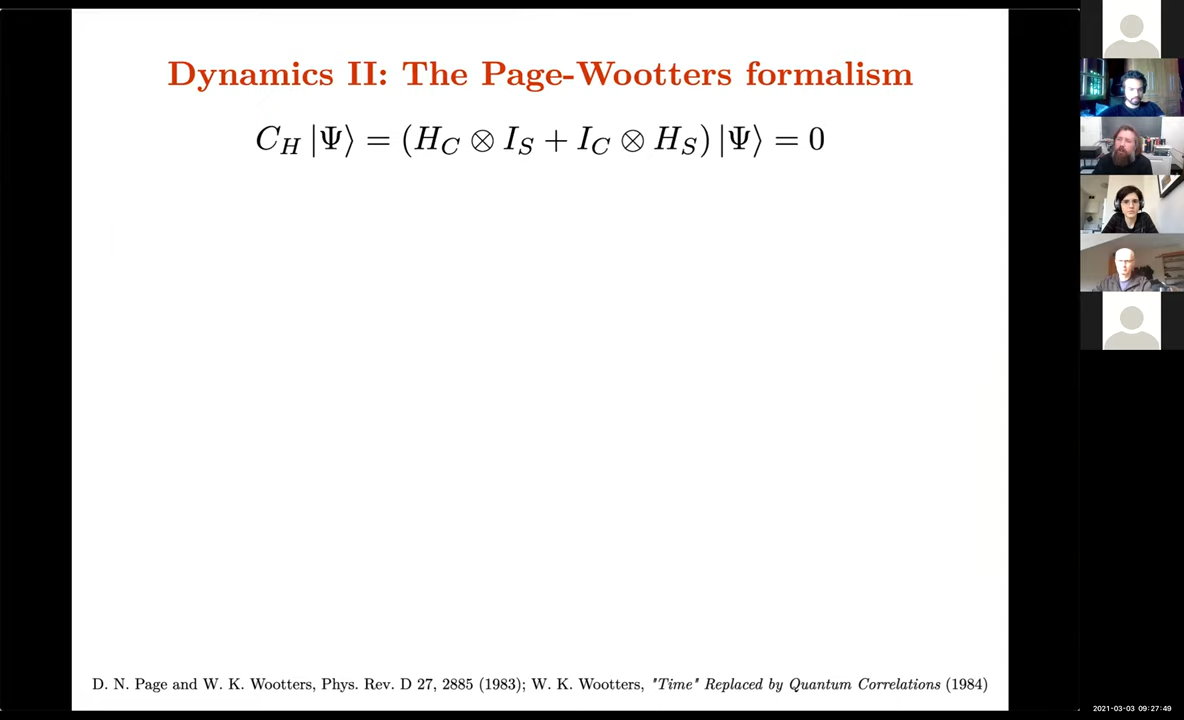 Dynamics II: The Page-Wootters formalism
C_H |Ψ⟩ = (H_C ⊗ I_S + I_C ⊗ H_S) |Ψ⟩ = 0
D. N. Page and W. K. Wootters, Phys. Rev. D 27, 2885 (1983); W. K. Wootters, "Time" Replaced by Quantum Correlations (1984)
2021-03-03 09:27:49